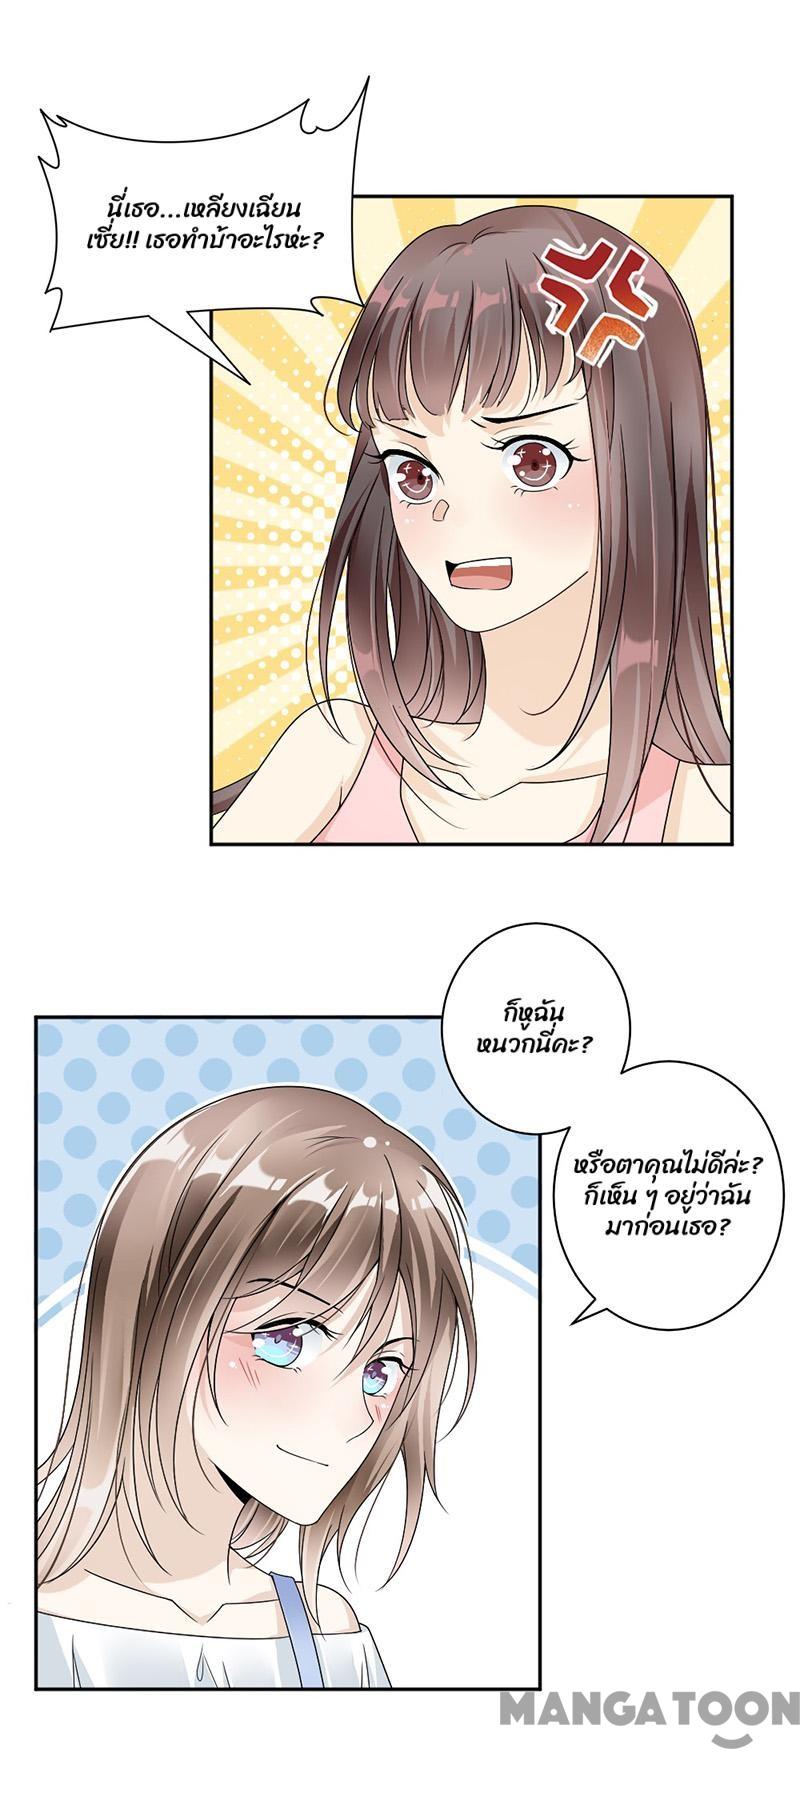 นี่เธอ...เหลียงเฉียน
เซี่ย!! เธอทำบ้าอะไรห่ะ?
ก็หูฉัน
หนวกนี่คะ?
หรือตาคุณไม่ดีล่ะ?
ก็เห็น ๆ อยู่ว่าฉัน
มาก่อนเธอ?
MANGATOON